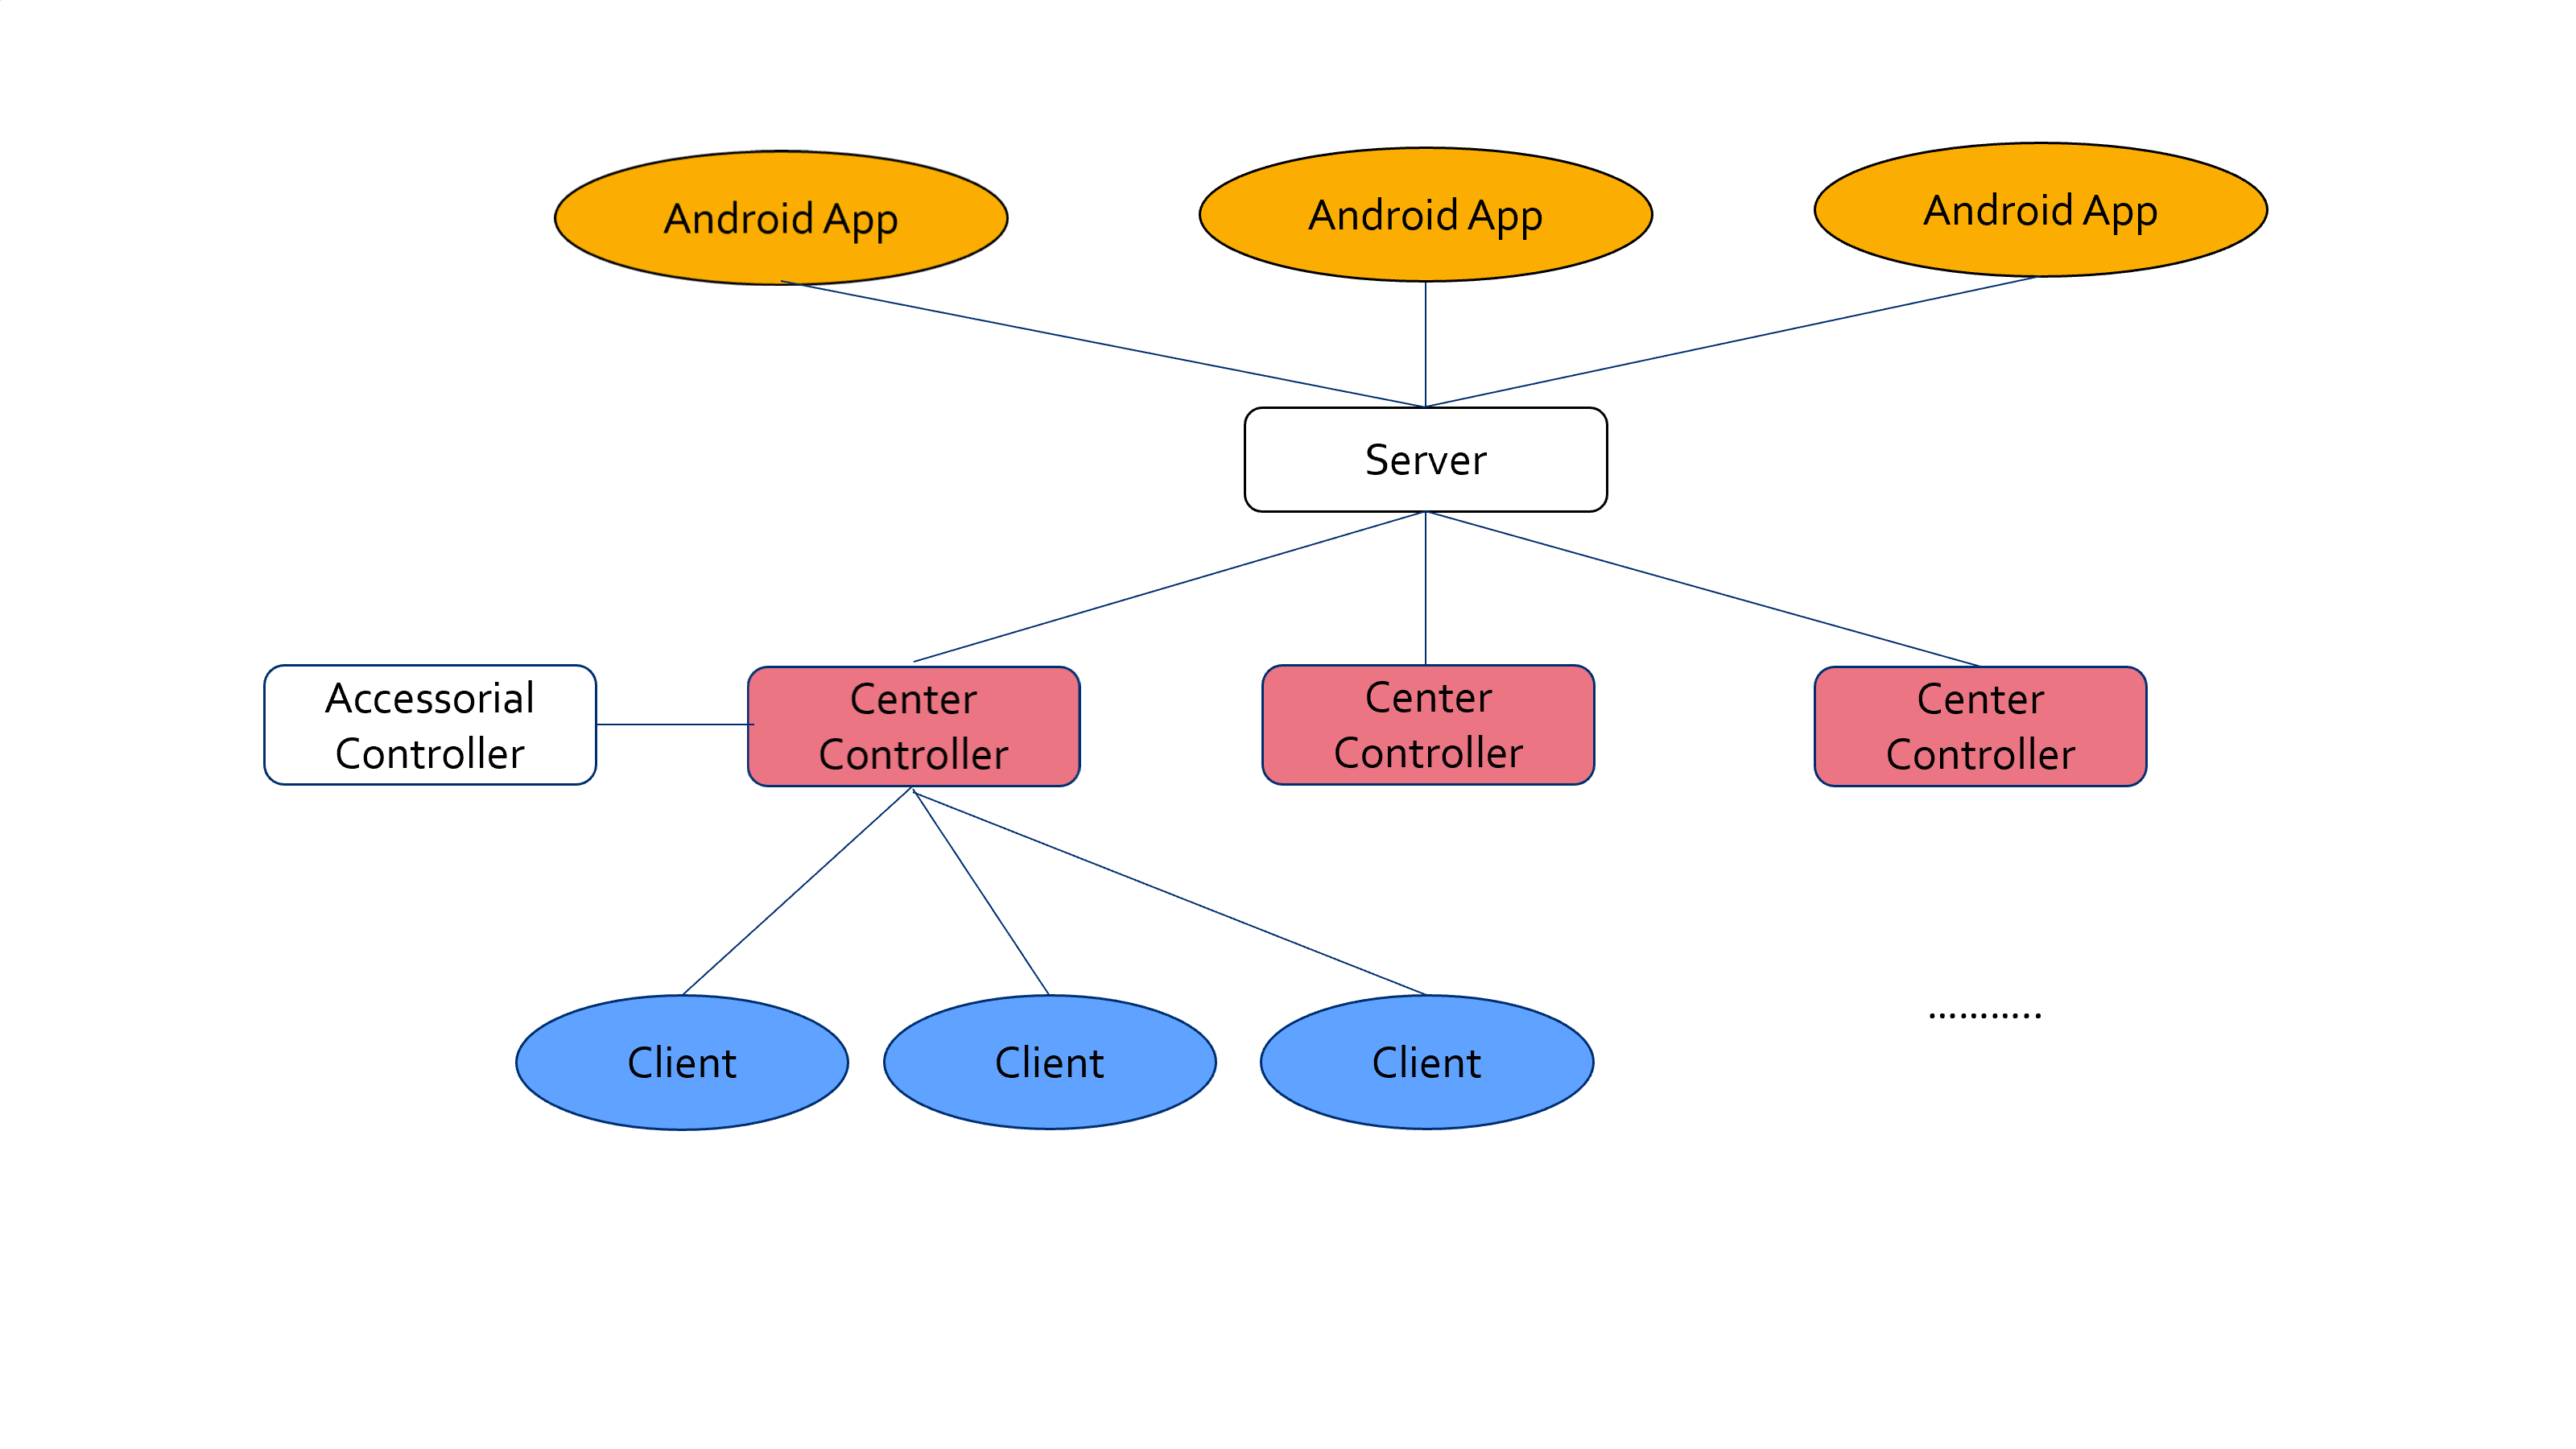 Android App
Android App
Android App
Server
Accessorial
Controller
Center
Controller
Center
Controller
Center
Controller
Client
Client
Client
...........